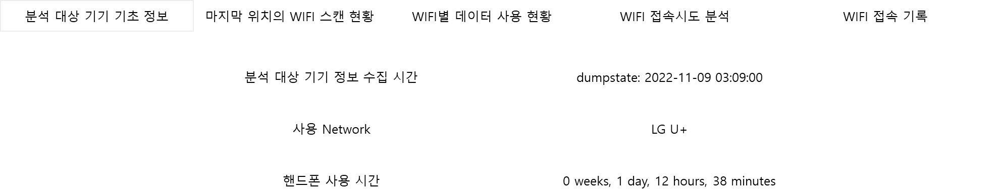 분석 대상 기기 기초 정보 마지막 위치의 WIFI 스캔 현황 WIFI별 데이터 사용 현황 WIFI 접속시도 분석 WIFI 접속 기록
분석 대상 기기 정보 수집 시간 dumpstate: 2022-11-09 03:09:00
사용 Network LG U+
핸드폰 사용 시간 0 weeks, 1 day, 12 hours, 38 minutes